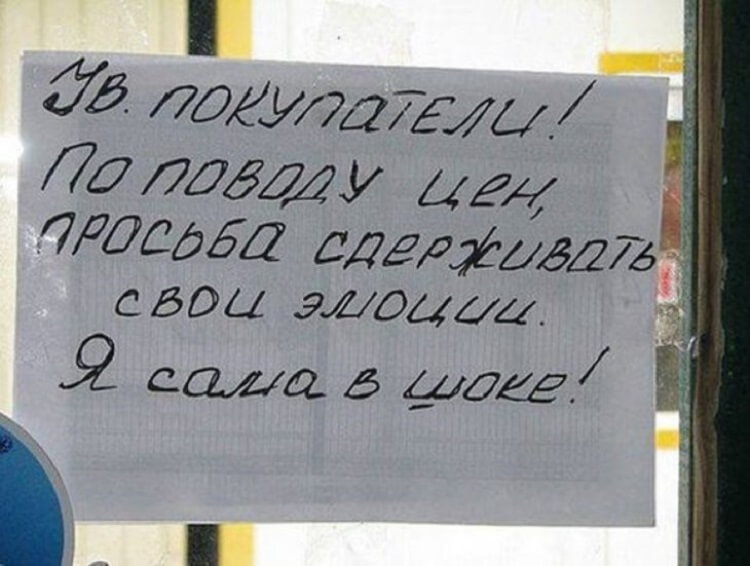 Ув. покупатели!
По поводу цен,
просьба сдерживать
свои эмоции.
Я сама в шоке!